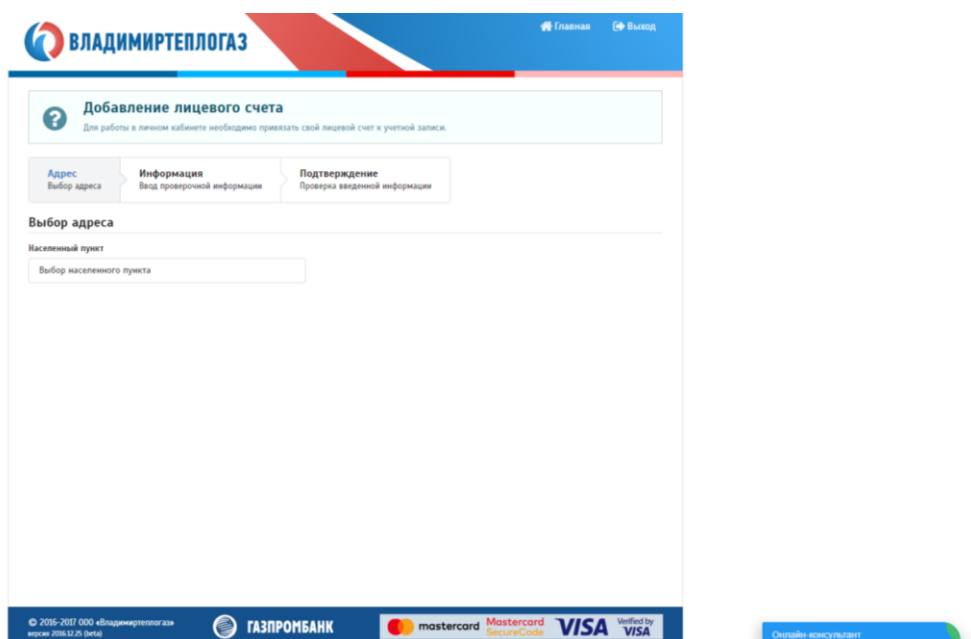 ВЛАДИМИРТЕПЛОГАЗ
Главная
Выход
Добавление лицевого счета
Для работы в личном кабинете необходимо привязать свой лицевой счет к учетной записи.
Адрес
Выбор адреса
Информация
Ввод проверочной информации
Подтверждение
Проверка введенной информации
Выбор адреса
Населенный пункт
Выбор населенного пункта
© 2016-2017 ООО «Владимиртеплогаз»
версия 2016.12.25 (beta)
ГАЗПРОМБАНК
mastercard
Mastercard
SecureCode
VISA
Verified by
VISA
Онлайн-консультант